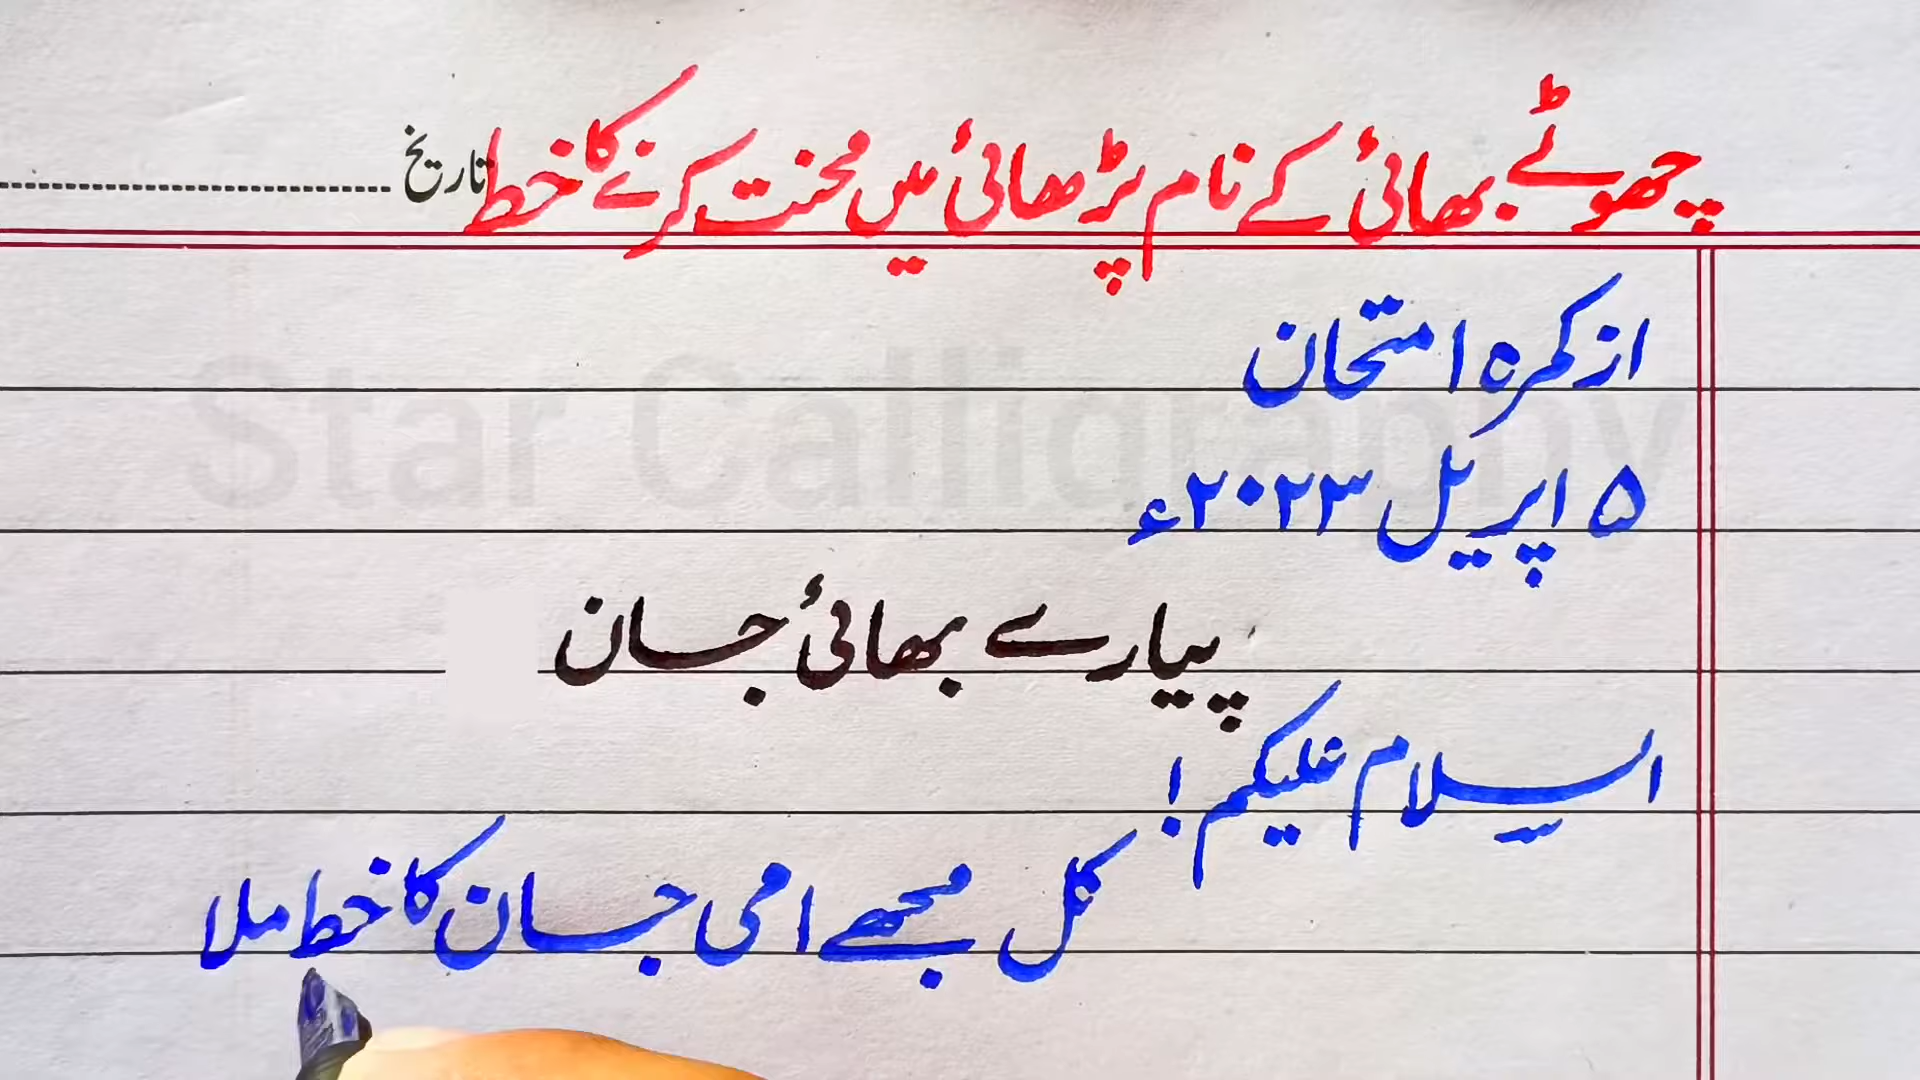 چھوٹے بھائی کے نام پڑھائی میں محنت کرنے کا خط
تاریخ
از کمرہ امتحان
۵ اپریل ۲۰۲۳ء
پیارے بھائی جان
السلام علیکم!
کل مجھے امی جان کا خط ملا
Star Calligraphy